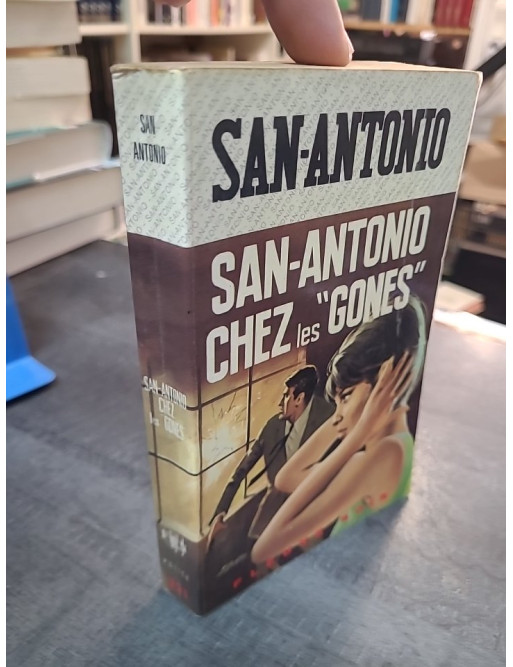 SAN
ANTONIO
SAN-ANTONIO
CHEZ
les GONES
SAN-ANTONIO
SAN-ANTONIO
CHEZ les "GONES"